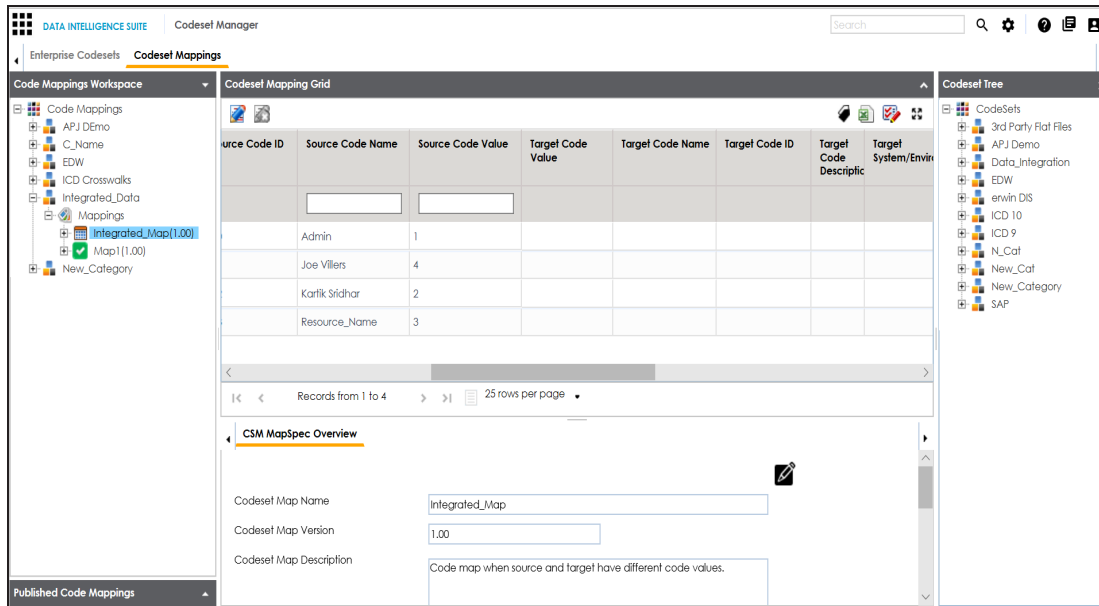 DATA INTELLIGENCE SUITE
Codeset Manager
Search
Enterprise Codesets
Codeset Mappings
Code Mappings Workspace
Code Mappings
APJ DEmo
C_Name
EDW
ICD Crosswalks
Integrated_Data
Mappings
Integrated_Map(1.00)
Map1(1.00)
New_Category
Published Code Mappings
Codeset Mapping Grid
urce Code ID
Source Code Name
Source Code Value
Target Code
Value
Target Code Name
Target Code ID
Target
Code
Descriptic
Target
System/Enviro
Admin
1
Joe Villers
4
Kartik Sridhar
2
Resource_Name
3
Records from 1 to 4
25 rows per page
CSM MapSpec Overview
Codeset Map Name
Integrated_Map
Codeset Map Version
1.00
Codeset Map Description
Code map when source and target have different code values.
Codeset Tree
CodeSets
3rd Party Flat Files
APJ Demo
Data_Integration
EDW
erwin DIS
ICD 10
ICD 9
N_Cat
New_Cat
New_Category
SAP